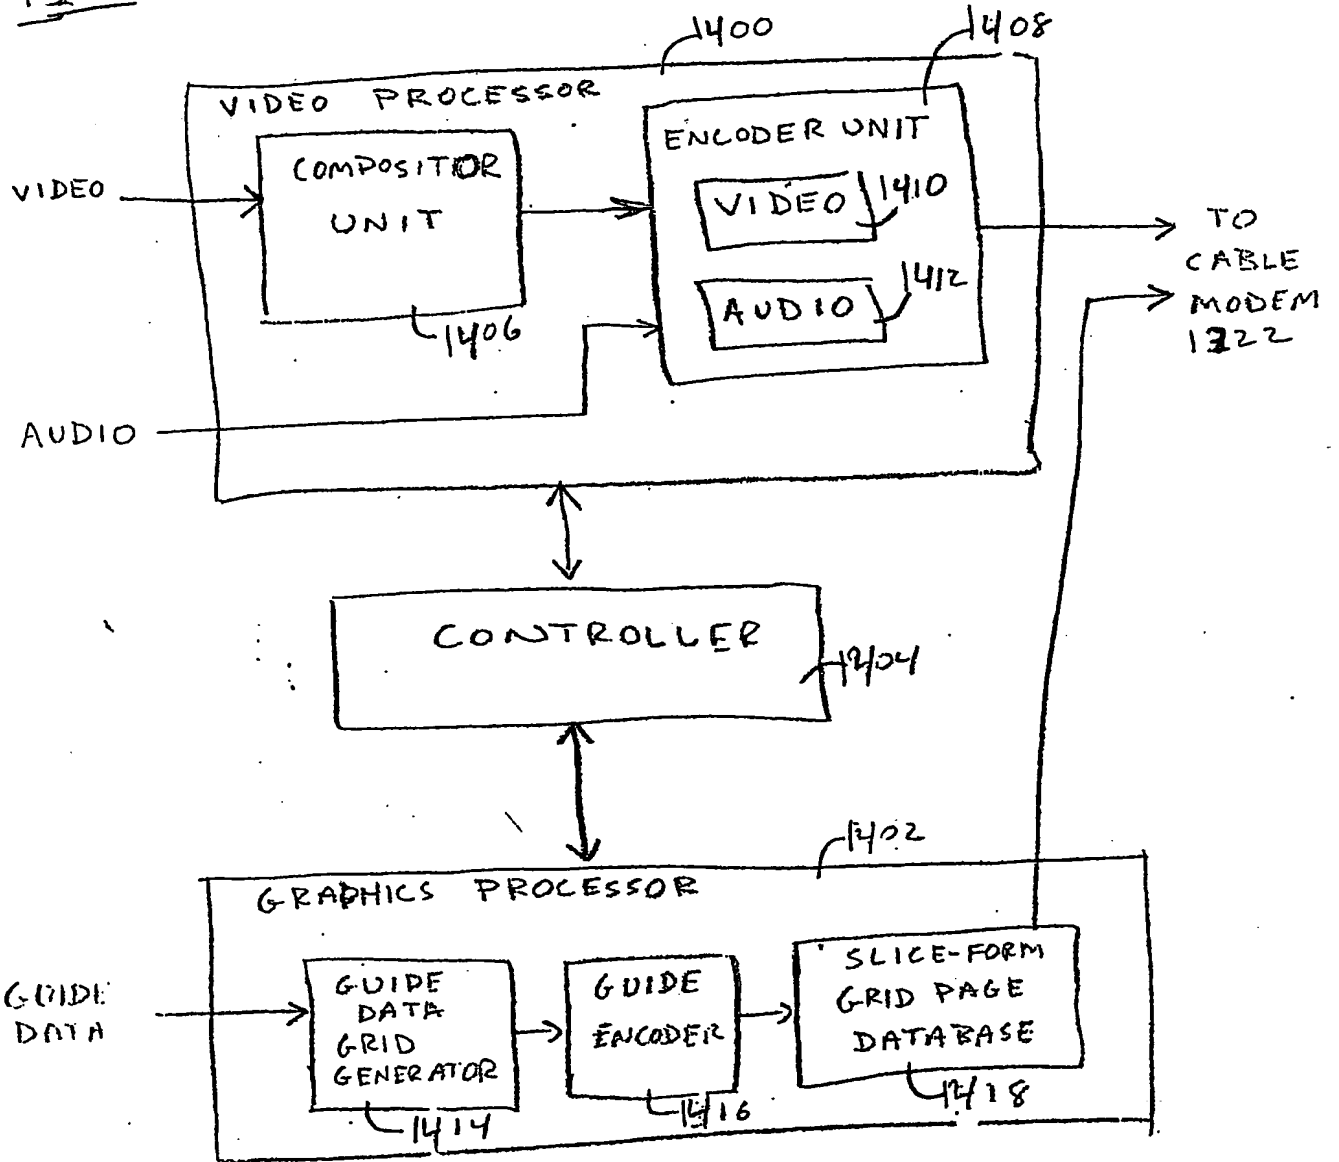 1400
1408
VIDEO PROCESSOR
ENCODER UNIT
COMPOSITOR
UNIT
VIDEO
VIDEO
1410
TO
CABLE
MODEM
AUDIO
1412
1406
AUDIO
CONTROLLER
1404
1402
GRAPHICS PROCESSOR
GUIDE
DATA
GUIDE
DATA
GRID
GENERATOR
GUIDE
ENCODER
SLICE-FORM
GRID PAGE
DATABASE
1414
1416
1418